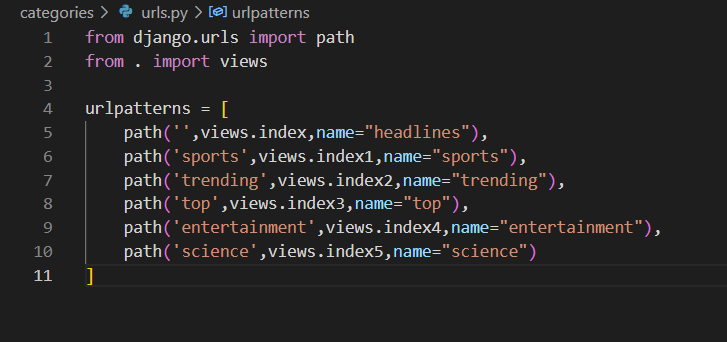 categories > urls.py > urlpatterns
1 from django.urls import path
2 from . import views
3
4 urlpatterns = [
5     path('',views.index,name="headlines"),
6     path('sports',views.index1,name="sports"),
7     path('trending',views.index2,name="trending"),
8     path('top',views.index3,name="top"),
9     path('entertainment',views.index4,name="entertainment"),
10     path('science',views.index5,name="science")
11 ]